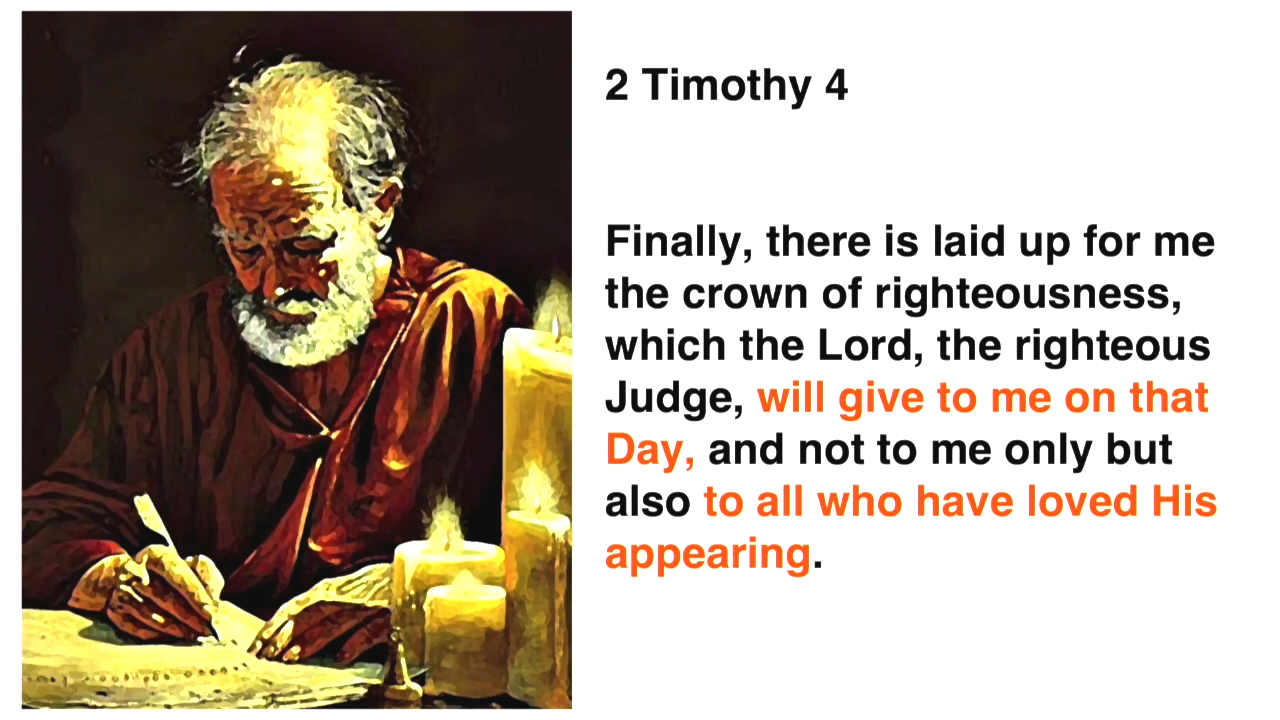 2 Timothy 4
Finally, there is laid up for me
the crown of righteousness,
which the Lord, the righteous
Judge, will give to me on that
Day, and not to me only but
also to all who have loved His
appearing.